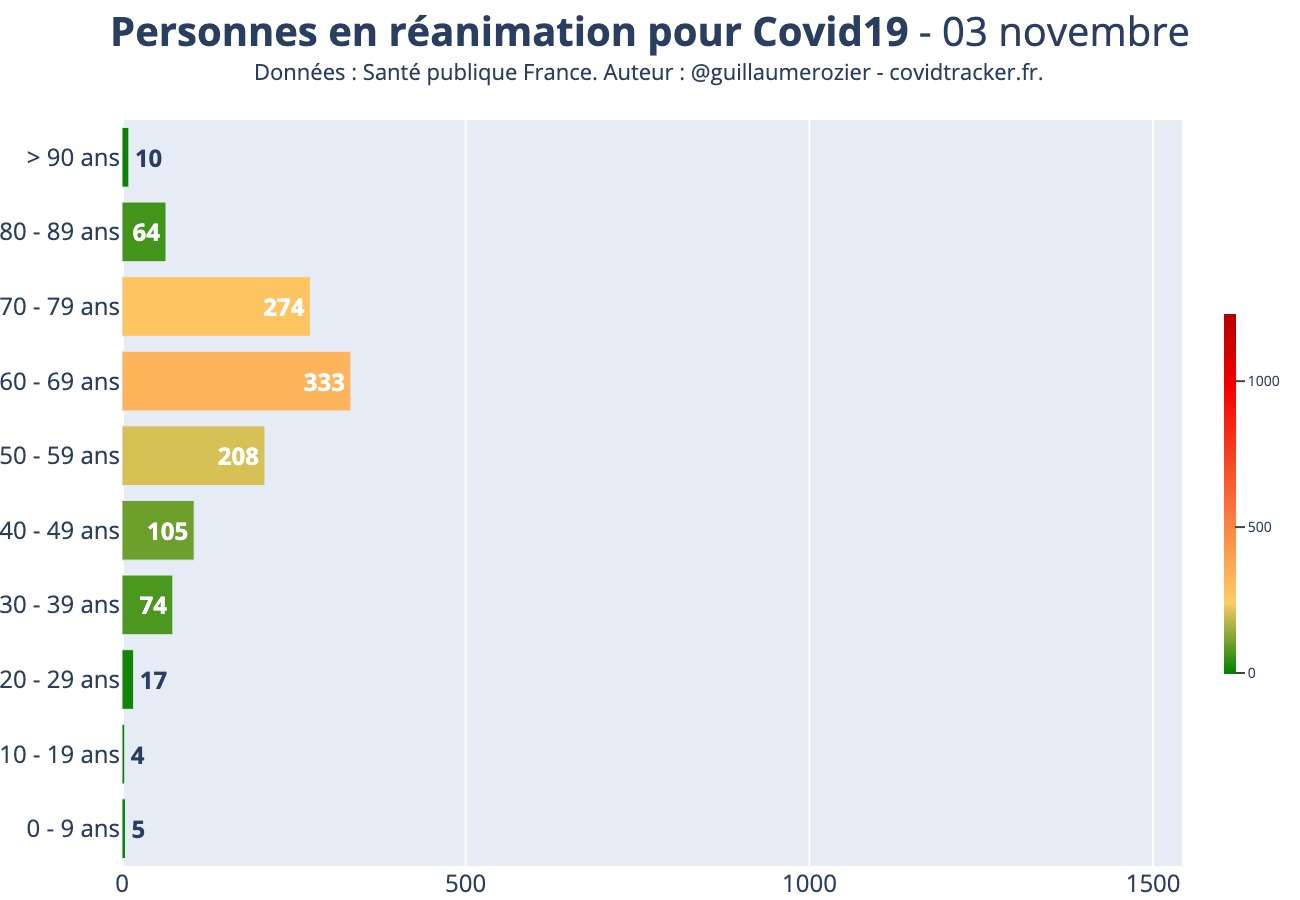 Personnes en réanimation pour Covid19 - 03 novembre
Données : Santé publique France. Auteur : @guillaumerozier - covidtracker.fr.
> 90 ans 10
80 - 89 ans 64
70 - 79 ans 274
60 - 69 ans 333
50 - 59 ans 208
40 - 49 ans 105
30 - 39 ans 74
20 - 29 ans 17
10 - 19 ans 4
0 - 9 ans 5
0 500 1000 1500
1000
500
0